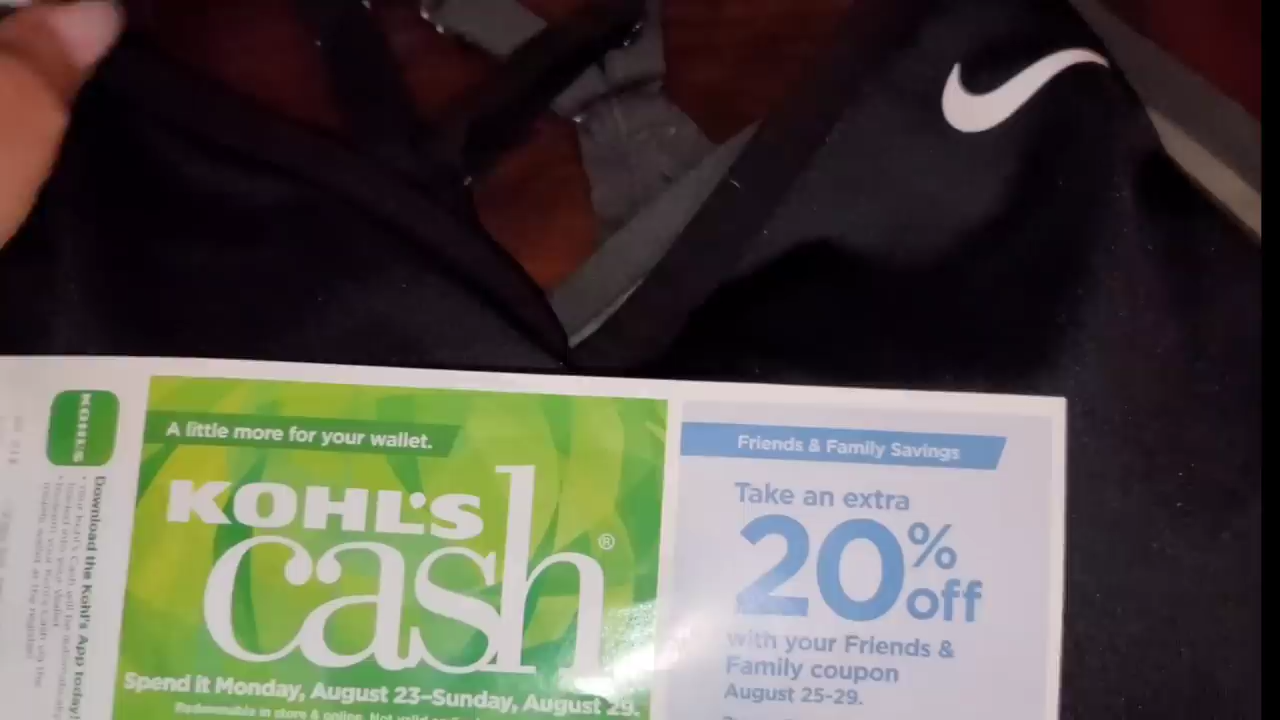 A little more for your wallet.
KOHL'S
cash®
Spend it Monday, August 23–Sunday, August 29.
Redeemable in store & online. Not valid
Friends & Family Savings
Take an extra
20% off
with your Friends &
Family coupon
August 25-29.
KOHL'S
Download the Kohl's App today!